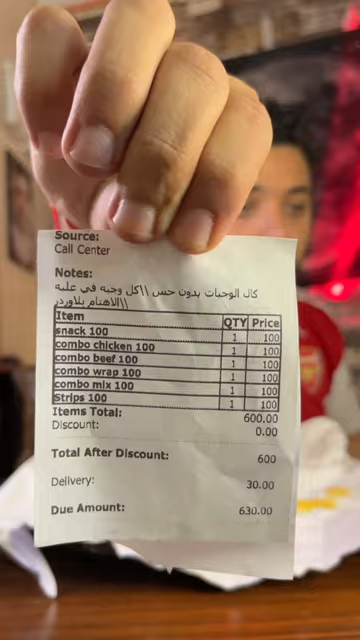 Source:
Call Center
Notes:
كال الوجبات بدون خس \\كل وجبه في علبه
\\الاهتمام بلاوردر
Item QTY Price
snack 100 1 100
combo chicken 100 1 100
combo beef 100 1 100
combo wrap 100 1 100
combo mix 100 1 100
Strips 100 1 100
Items Total: 600.00
Discount: 0.00
Total After Discount: 600
Delivery: 30.00
Due Amount: 630.00